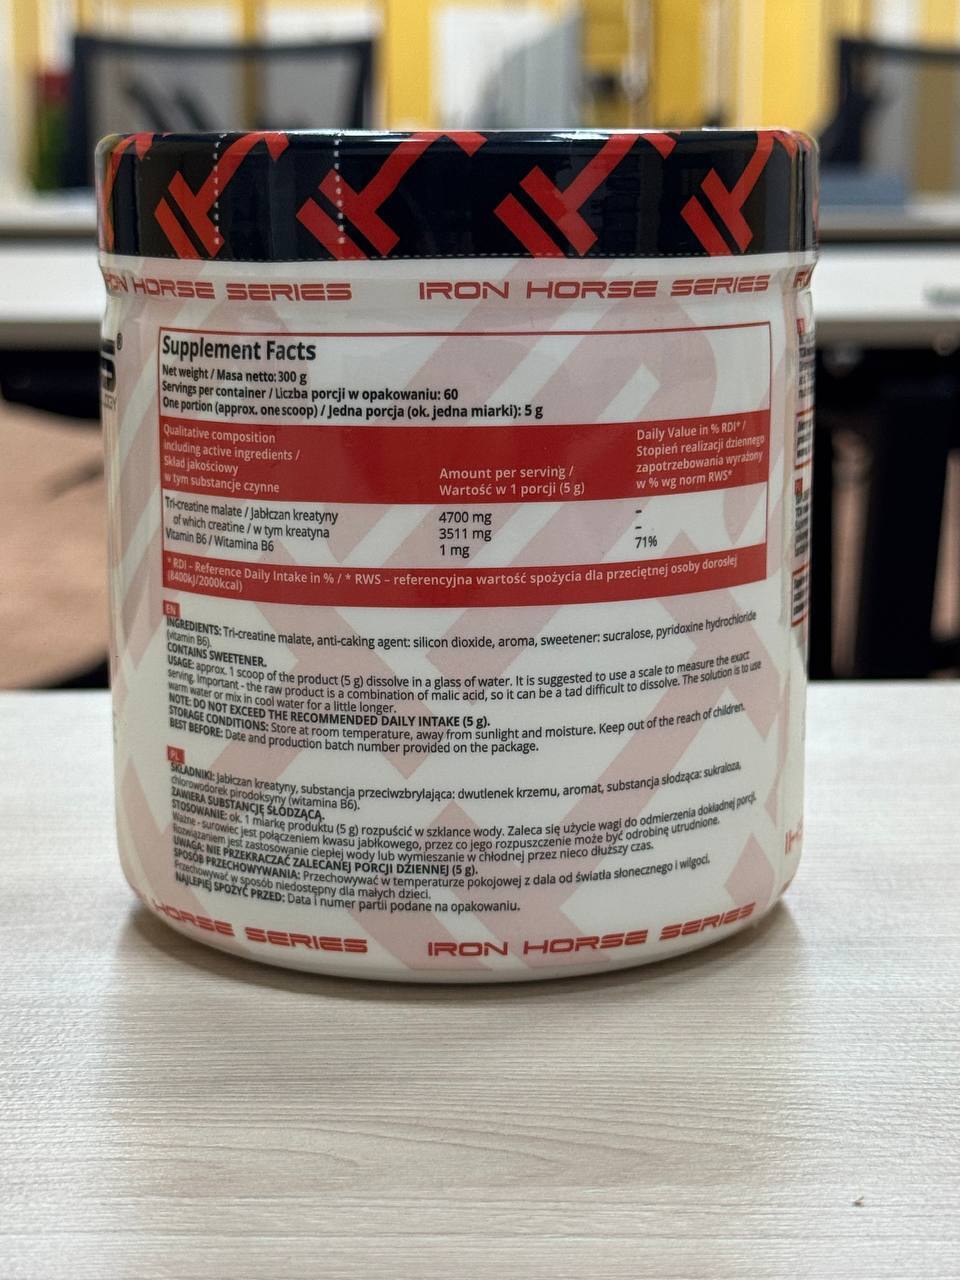 IRON HORSE SERIES
IRON HORSE SERIES
Supplement Facts
Net weight / Masa netto: 300 g
Servings per container / Liczba porcji w opakowaniu: 60
One portion (approx. one scoop) / Jedna porcja (ok. jedna miarki): 5 g
Qualitative composition
including active ingredients /
Skład jakościowy
w tym substancje czynne
Amount per serving /
Wartość w 1 porcji (5 g)
Daily Value in % RDI* /
Stopień realizacji dziennego
zapotrzebowania wyrażony
w % wg norm RWS*
Tri-creatine malate / Jabłczan kreatyny 4700 mg –
of which creatine / w tym kreatyna 3511 mg –
Vitamin B6 / Witamina B6 1 mg 71%
* RDI – Reference Daily Intake in % / * RWS – referencyjna wartość spożycia dla przeciętnej osoby dorosłej
(8400kJ/2000kcal)
EN
INGREDIENTS: Tri-creatine malate, anti-caking agent: silicon dioxide, aroma, sweetener: sucralose, pyridoxine hydrochloride
(vitamin B6).
CONTAINS SWEETENER.
USAGE: approx. 1 scoop of the product (5 g) dissolve in a glass of water. It is suggested to use a scale to measure the exact
serving. Important - the raw product is a combination of malic acid, so it can be a tad difficult to dissolve. The solution is to use
warm water or mix in cool water for a little longer.
NOTE: DO NOT EXCEED THE RECOMMENDED DAILY INTAKE (5 g).
STORAGE CONDITIONS: Store at room temperature, away from sunlight and moisture. Keep out of the reach of children.
BEST BEFORE: Date and production batch number provided on the package.
PL
SKŁADNIKI: Jabłczan kreatyny, substancja przeciwzbrylająca: dwutlenek krzemu, aromat, substancja słodząca: sukraloza,
chlorowodorek pirodoksyny (witamina B6).
ZAWIERA SUBSTANCJĘ SŁODZĄCĄ.
STOSOWANIE: ok. 1 miarkę produktu (5 g) rozpuścić w szklance wody. Zaleca się użycie wagi do odmierzenia dokładnej porcji.
Ważne - surowiec jest połączeniem kwasu jabłkowego, przez co jego rozpuszczenie może być odrobinę utrudnione.
Rozwiązaniem jest zastosowanie ciepłej wody lub wymieszanie w chłodnej przez nieco dłuższy czas.
UWAGA: NIE PRZEKRACZAĆ ZALECANEJ PORCJI DZIENNEJ (5 g).
SPOSÓB PRZECHOWYWANIA: Przechowywać w temperaturze pokojowej z dala od światła słonecznego i wilgoci.
Przechowywać w sposób niedostępny dla małych dzieci.
NAJLEPIEJ SPOŻYĆ PRZED: Data i numer partii podane na opakowaniu.
HORSE SERIES
IRON HORSE SERIES